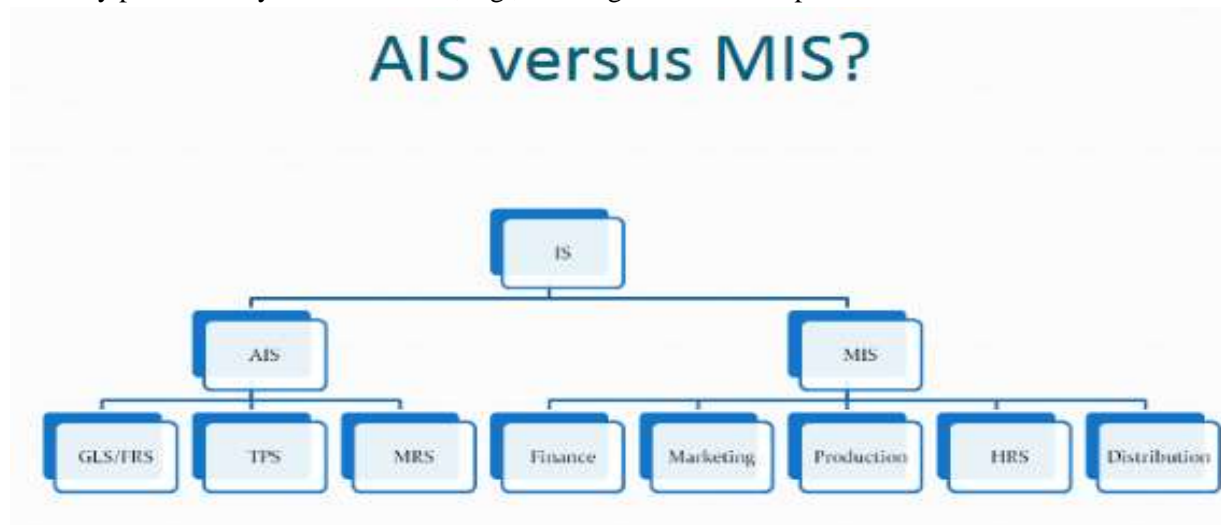 AIS versus MIS?
IS
AIS MIS
GLS/FRS TPS MRS Finance Marketing Production HRS Distribution